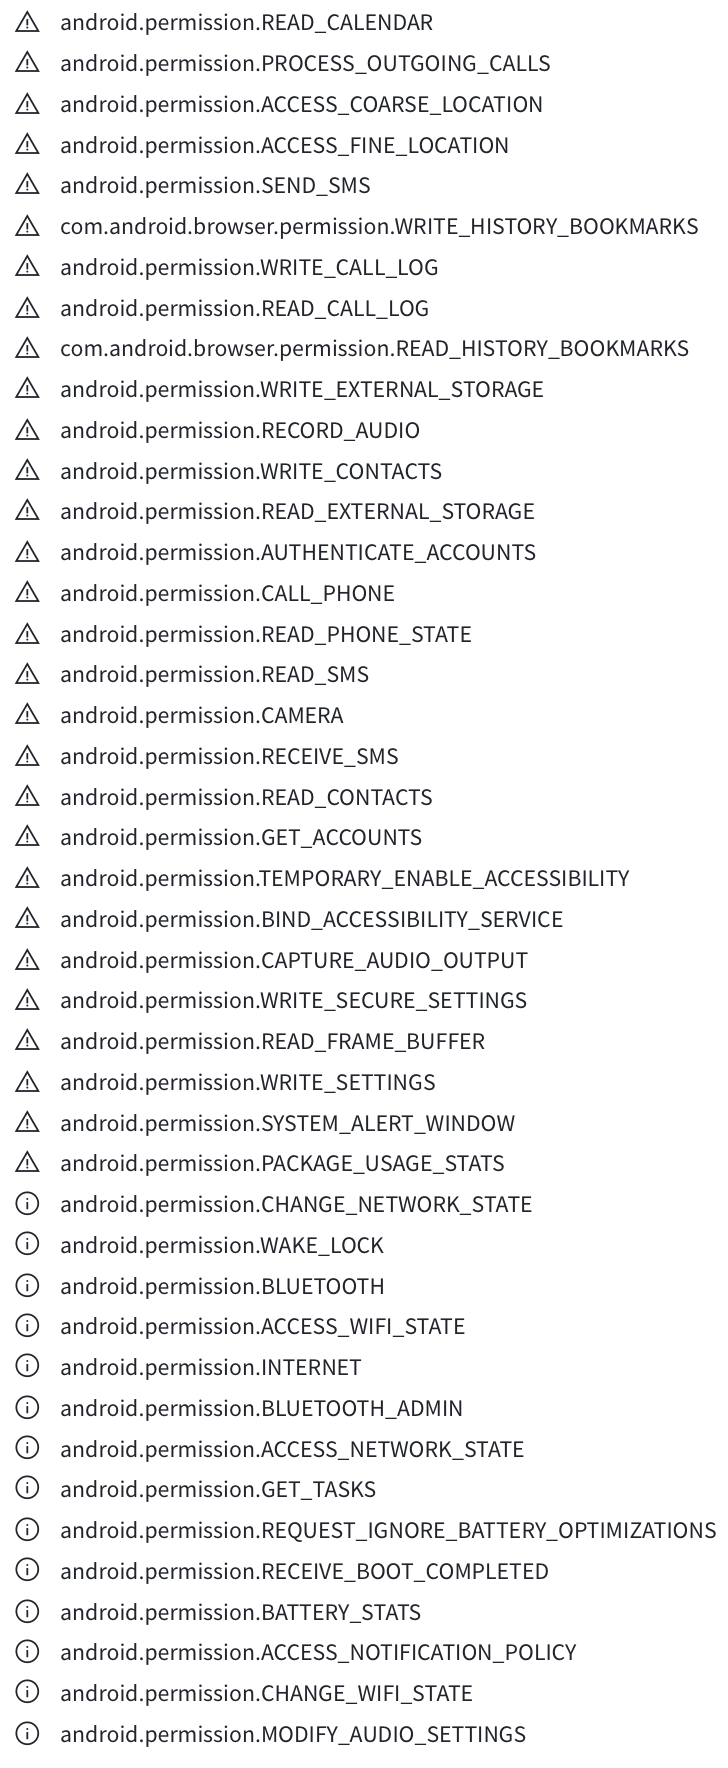 android.permission.READ_CALENDAR
android.permission.PROCESS_OUTGOING_CALLS
android.permission.ACCESS_COARSE_LOCATION
android.permission.ACCESS_FINE_LOCATION
android.permission.SEND_SMS
com.android.browser.permission.WRITE_HISTORY_BOOKMARKS
android.permission.WRITE_CALL_LOG
android.permission.READ_CALL_LOG
com.android.browser.permission.READ_HISTORY_BOOKMARKS
android.permission.WRITE_EXTERNAL_STORAGE
android.permission.RECORD_AUDIO
android.permission.WRITE_CONTACTS
android.permission.READ_EXTERNAL_STORAGE
android.permission.AUTHENTICATE_ACCOUNTS
android.permission.CALL_PHONE
android.permission.READ_PHONE_STATE
android.permission.READ_SMS
android.permission.CAMERA
android.permission.RECEIVE_SMS
android.permission.READ_CONTACTS
android.permission.GET_ACCOUNTS
android.permission.TEMPORARY_ENABLE_ACCESSIBILITY
android.permission.BIND_ACCESSIBILITY_SERVICE
android.permission.CAPTURE_AUDIO_OUTPUT
android.permission.WRITE_SECURE_SETTINGS
android.permission.READ_FRAME_BUFFER
android.permission.WRITE_SETTINGS
android.permission.SYSTEM_ALERT_WINDOW
android.permission.PACKAGE_USAGE_STATS
android.permission.CHANGE_NETWORK_STATE
android.permission.WAKE_LOCK
android.permission.BLUETOOTH
android.permission.ACCESS_WIFI_STATE
android.permission.INTERNET
android.permission.BLUETOOTH_ADMIN
android.permission.ACCESS_NETWORK_STATE
android.permission.GET_TASKS
android.permission.REQUEST_IGNORE_BATTERY_OPTIMIZATIONS
android.permission.RECEIVE_BOOT_COMPLETED
android.permission.BATTERY_STATS
android.permission.ACCESS_NOTIFICATION_POLICY
android.permission.CHANGE_WIFI_STATE
android.permission.MODIFY_AUDIO_SETTINGS